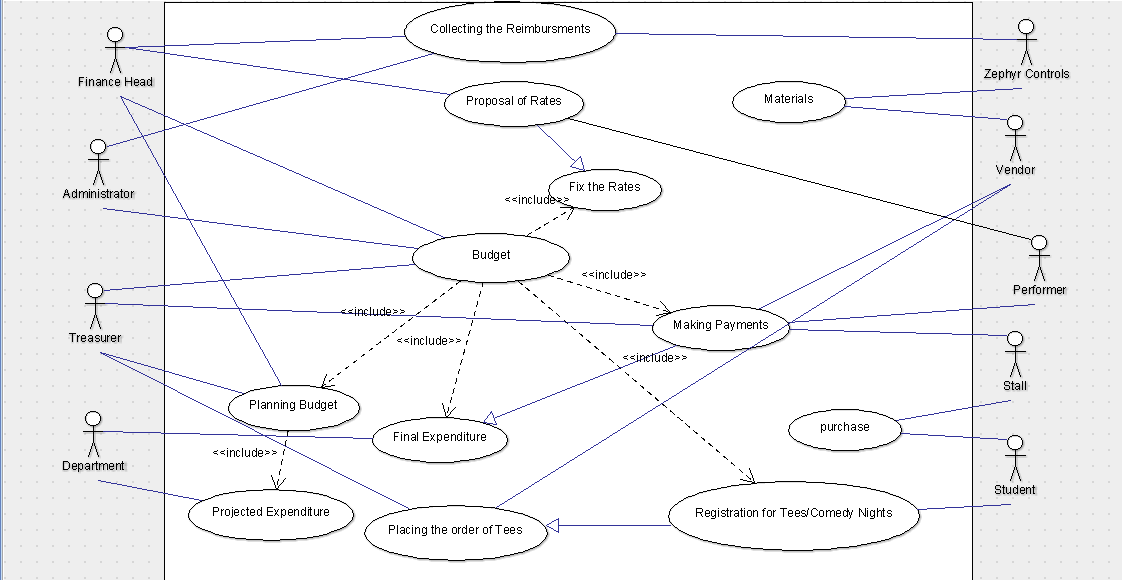 Collecting the Reimbursments
Finance Head
Zephyr Controls
Proposal of Rates
Materials
Administrator
Vendor
Fix the Rates
<<include>>
Budget
<<include>>
Performer
<<include>>
Making Payments
Treasurer
<<include>>
<<include>>
Stall
Planning Budget
purchase
Final Expenditure
Department
<<include>>
Student
Projected Expenditure
Registration for Tees/Comedy Nights
Placing the order of Tees